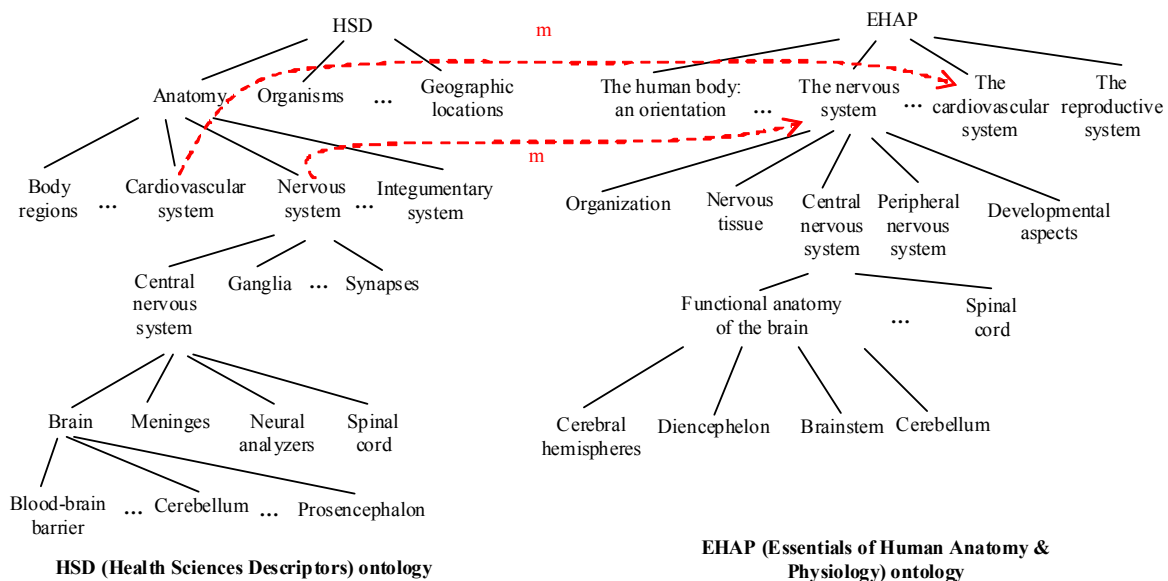 HSD
m
EHAP
Anatomy
Organisms
...
Geographic
locations
The human body:
an orientation
...
The nervous
system
...
The
cardiovascular
system
The
reproductive
system
m
Body
regions
...
Cardiovascular
system
Nervous
system
...
Integumentary
system
Organization
Nervous
tissue
Central
nervous
system
Peripheral
nervous
system
Developmental
aspects
Central
nervous
system
Ganglia
...
Synapses
Functional anatomy
of the brain
...
Spinal
cord
Brain
Meninges
Neural
analyzers
Spinal
cord
Cerebral
hemispheres
Diencephelon
Brainstem
Cerebellum
Blood-brain
barrier
...
Cerebellum
...
Prosencephalon
HSD (Health Sciences Descriptors) ontology
EHAP (Essentials of Human Anatomy &
Physiology) ontology